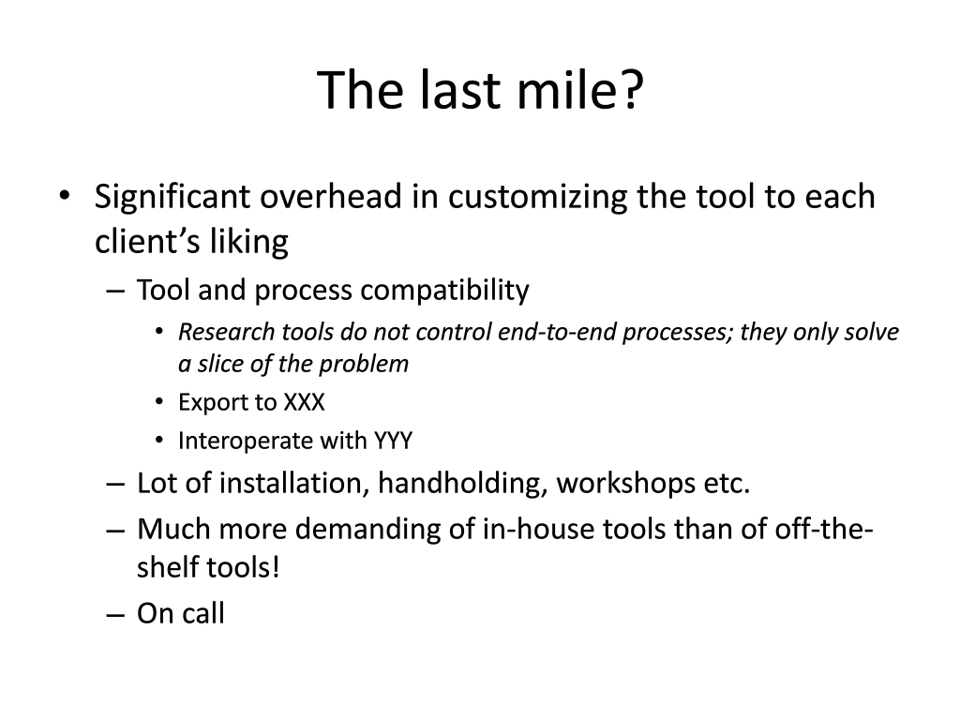 The last mile?
• Significant overhead in customizing the tool to each
client’s liking
– Tool and process compatibility
• Research tools do not control end-to-end processes; they only solve
a slice of the problem
• Export to XXX
• Interoperate with YYY
– Lot of installation, handholding, workshops etc.
– Much more demanding of in-house tools than of off-the-
shelf tools!
– On call